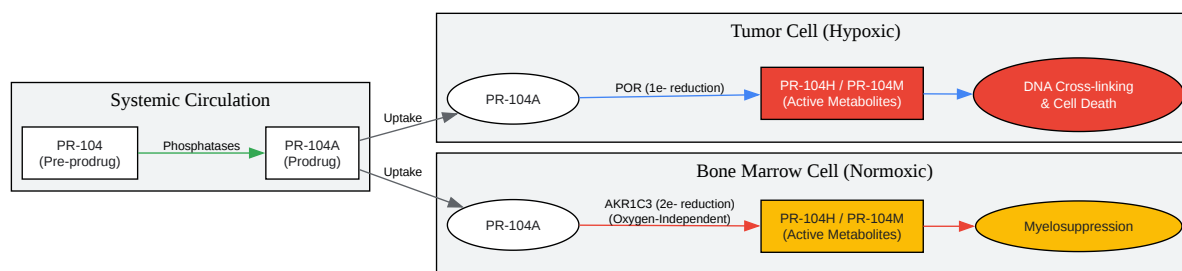 Systemic Circulation
PR-104
(Pre-prodrug)
Phosphatases
PR-104A
(Prodrug)
Uptake
Uptake
Tumor Cell (Hypoxic)
PR-104A
POR (1e- reduction)
PR-104H / PR-104M
(Active Metabolites)
DNA Cross-linking
& Cell Death
Bone Marrow Cell (Normoxic)
PR-104A
AKR1C3 (2e- reduction)
(Oxygen-Independent)
PR-104H / PR-104M
(Active Metabolites)
Myelosuppression